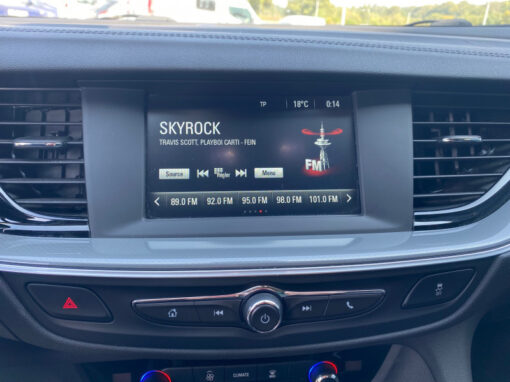 TP 18°C 0:14
SKYROCK
TRAVIS SCOTT, PLAYBOI CARTI - FEIN
FM
Source Regler Menu
89.0 FM 92.0 FM 95.0 FM 98.0 FM 101.0 FM
CLIMATE